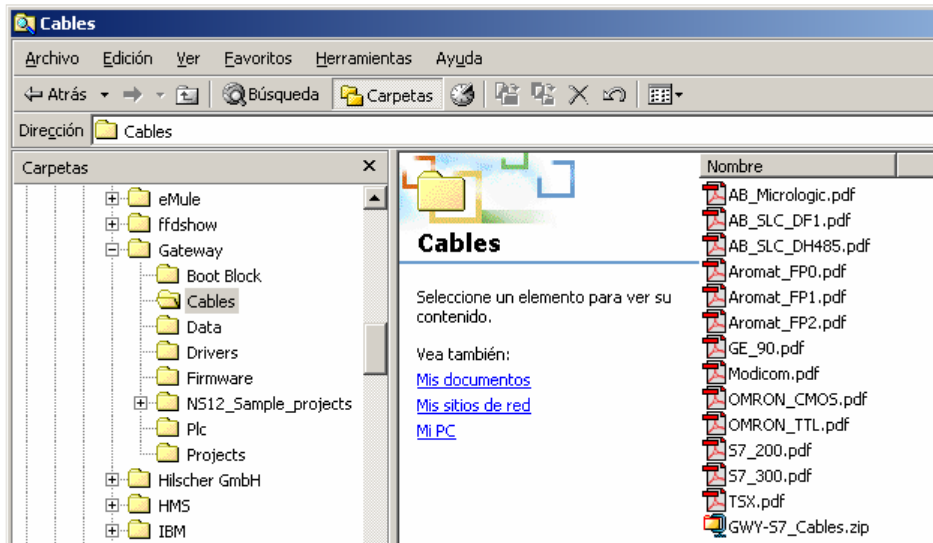 Cables
Archivo Edición Ver Favoritos Herramientas Ayuda
Atrás Búsqueda Carpetas
Dirección Cables
Carpetas
eMule
ffdshow
Gateway
Boot Block
Cables
Data
Drivers
Firmware
NS12_Sample_projects
Plc
Projects
Hilscher GmbH
HMS
IBM
Cables
Seleccione un elemento para ver su
contenido.
Vea también:
Mis documentos
Mis sitios de red
Mi PC
Nombre
AB_Micrologic.pdf
AB_SLC_DF1.pdf
AB_SLC_DH485.pdf
Aromat_FP0.pdf
Aromat_FP1.pdf
Aromat_FP2.pdf
GE_90.pdf
Modicom.pdf
OMRON_CMOS.pdf
OMRON_TTL.pdf
S7_200.pdf
S7_300.pdf
TSX.pdf
GWY-S7_Cables.zip